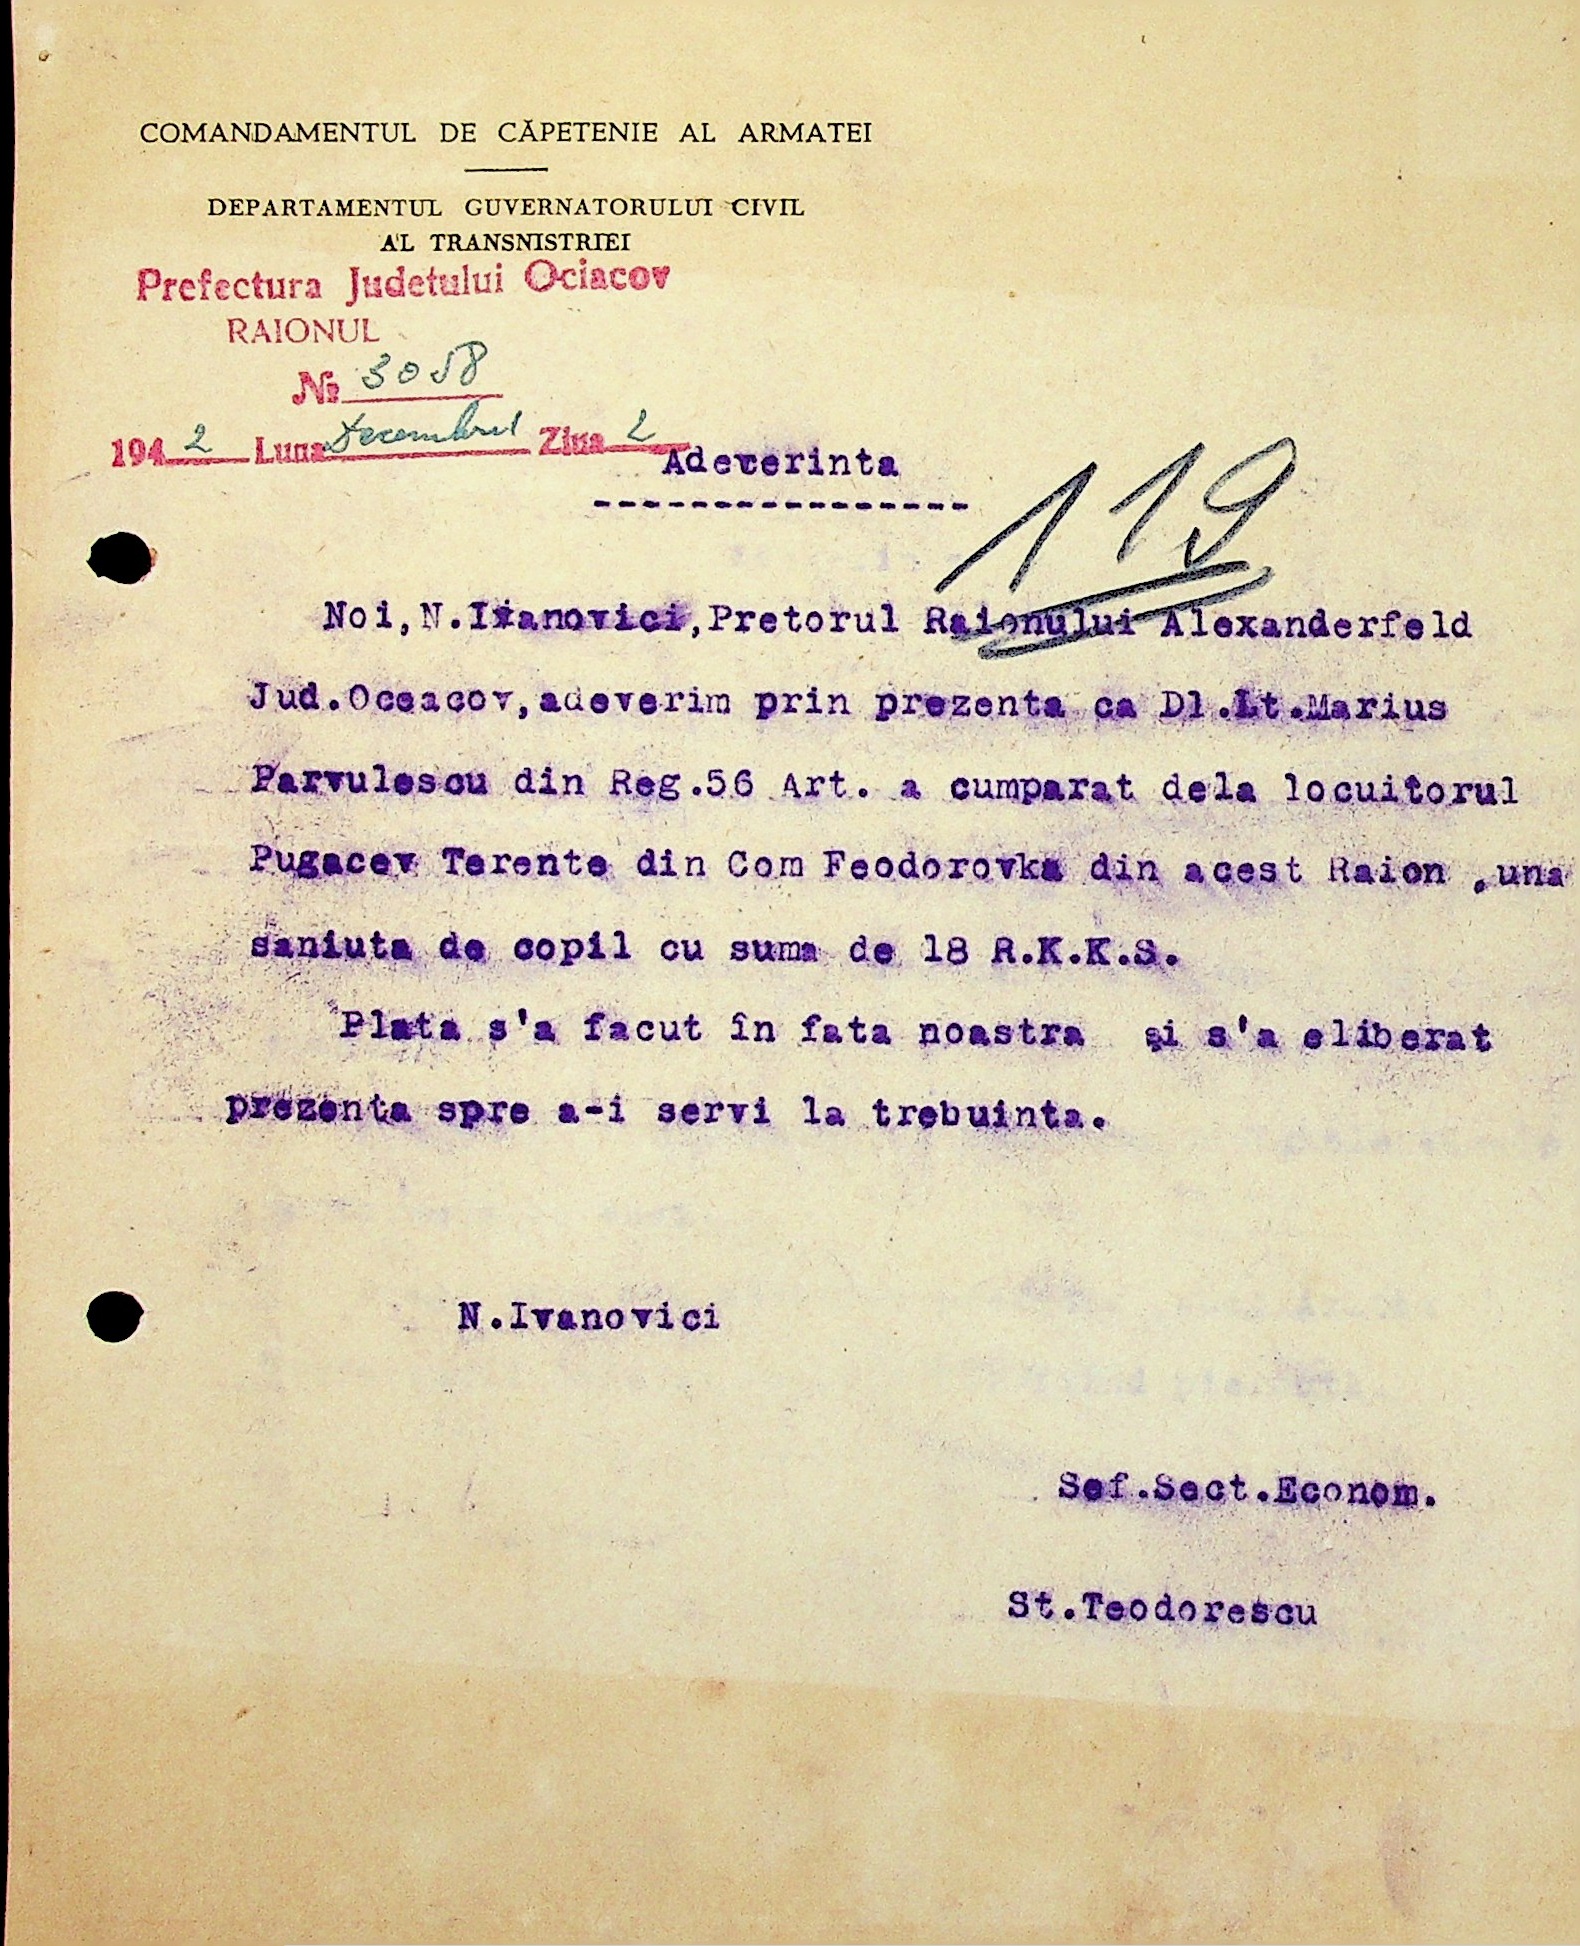 COMANDAMENTUL DE CĂPETENIE AL ARMATEI
DEPARTAMENTUL GUVERNATORULUI CIVIL
AL TRANSNISTRIEI
Prefectura Judetului Ociacov
RAIONUL
№ 3058
1942 Luna Decembrie Ziua 2
Adeverinta
----------------
119
Noi,N.Ivanovici,Pretorul Raionului Alexanderfeld
Jud.Oceacov,adeverim prin prezenta ca Dl.Lt.Marius
Parvulescu din Reg.56 Art. a cumparat dela locuitorul
Pugacev Terente din Com Feodorovka din acest Raion ,una
saniuta de copil cu suma de 18 R.K.K.S.
Plata s'a facut în fata noastra și s'a eliberat
prezenta spre a-i servi la trebuinta.
N.Ivanovici
Sef.Sect.Econom.
St.Teodorescu